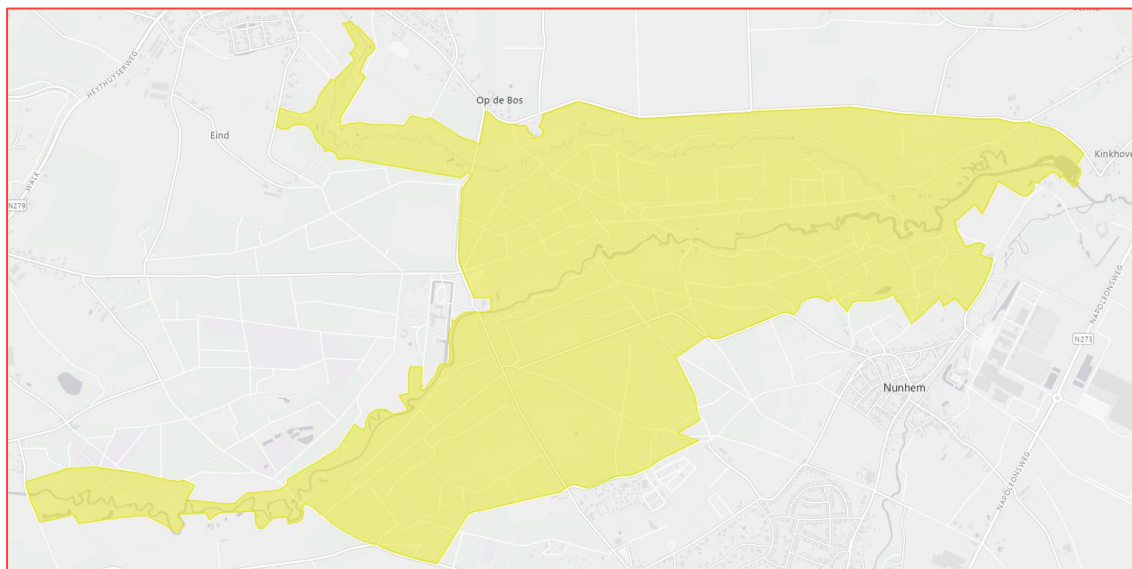 HEYTHUYSERWEG
Op de Bos
Eind
Kinkhove
WALK
N279
NAPOLEONSWEG
N273
Nunhem
NAPOLEONSWEG